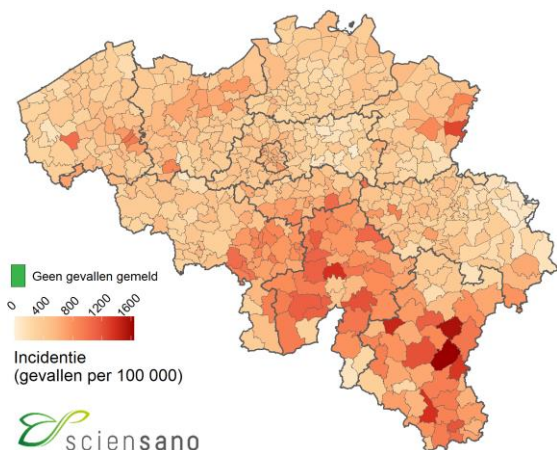 Geen gevallen gemeld
0 400 800 1200 1600
Incidentie
(gevallen per 100 000)
sciensano